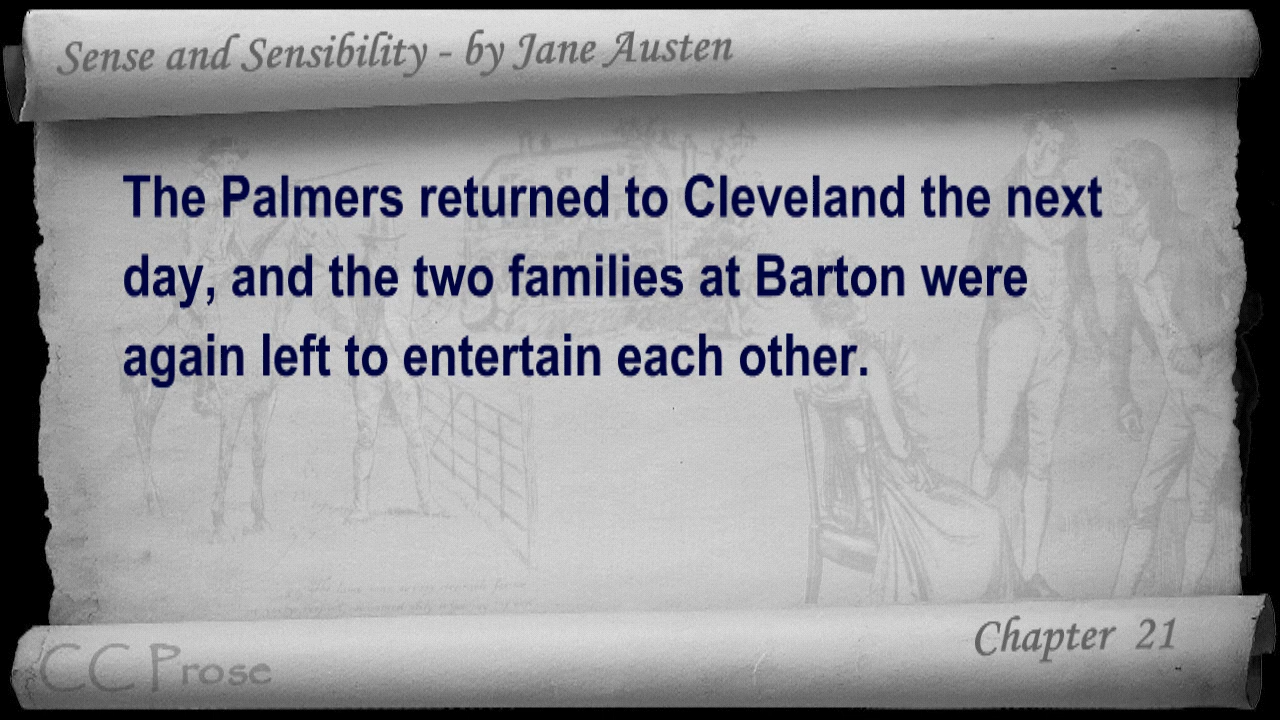 Sense and Sensibility - by Jane Austen
The Palmers returned to Cleveland the next
day, and the two families at Barton were
again left to entertain each other.
Chapter 21
CC Prose